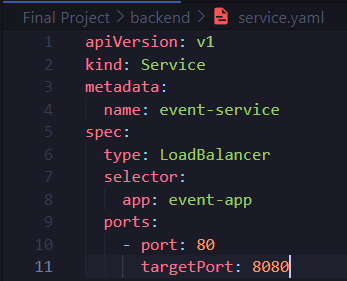 Final Project > backend > service.yaml
1 apiVersion: v1
2 kind: Service
3 metadata:
4   name: event-service
5 spec:
6   type: LoadBalancer
7   selector:
8     app: event-app
9   ports:
10     - port: 80
11       targetPort: 8080